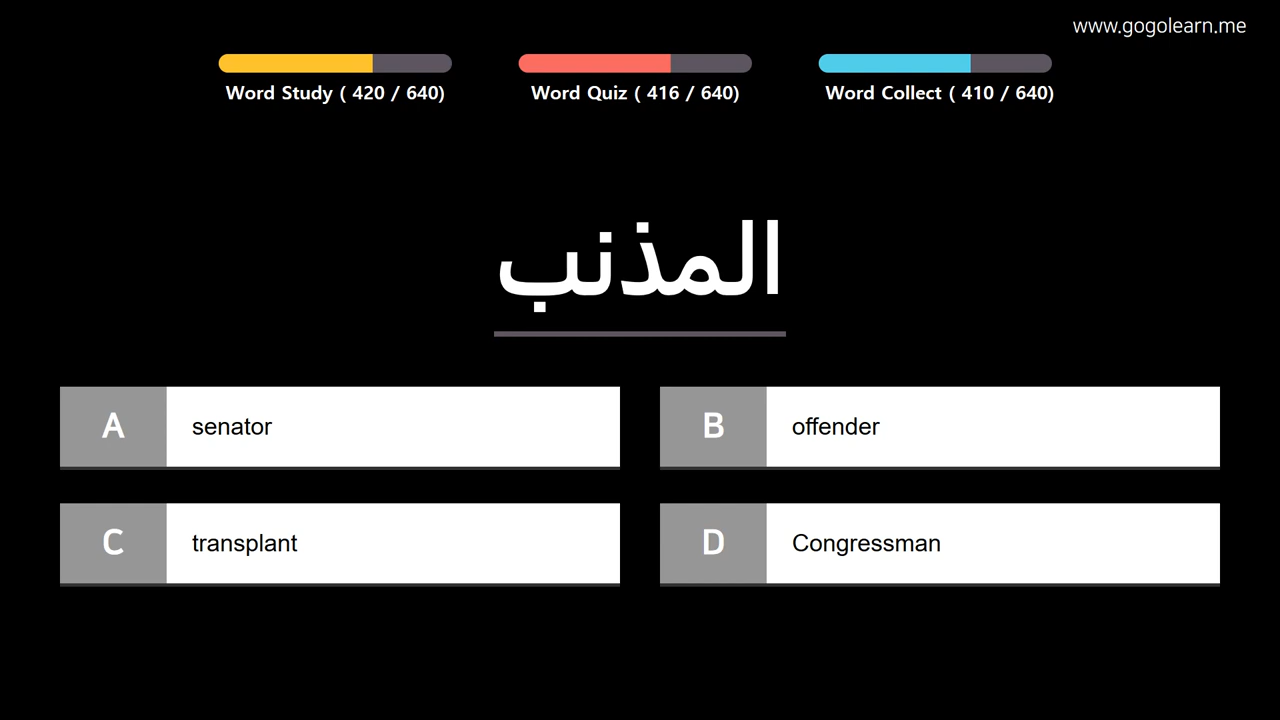 www.gogolearn.me
Word Study ( 420 / 640)
Word Quiz ( 416 / 640)
Word Collect ( 410 / 640)
المذنب
A senator
B offender
C transplant
D Congressman